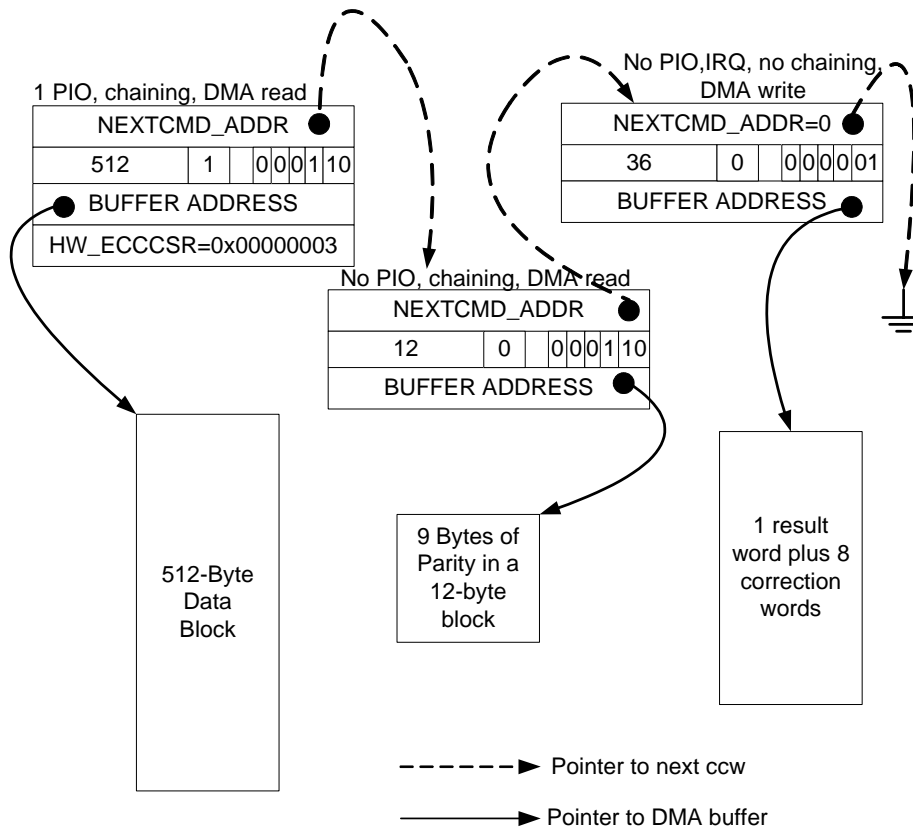 1 PIO, chaining, DMA read
NEXTCMD_ADDR
512 1 0 0 0 1 10
BUFFER ADDRESS
HW_ECCCSR=0x00000003
No PIO, chaining, DMA read
NEXTCMD_ADDR
12 0 0 0 0 1 10
BUFFER ADDRESS
No PIO,IRQ, no chaining,
DMA write
NEXTCMD_ADDR=0
36 0 0 0 0 0 01
BUFFER ADDRESS
512-Byte
Data
Block
9 Bytes of
Parity in a
12-byte
block
1 result
word plus 8
correction
words
Pointer to next ccw
Pointer to DMA buffer